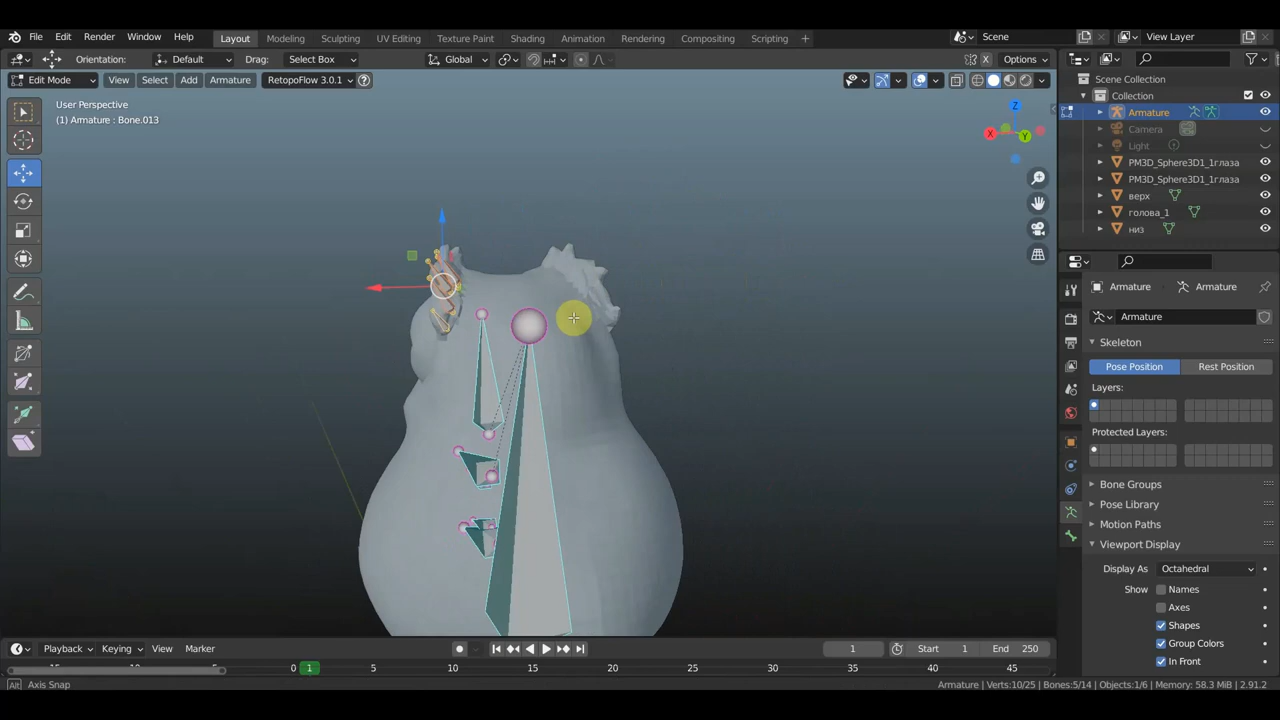 File Edit Render Window Help Layout Modeling Sculpting UV Editing Texture Paint Shading Animation Rendering Compositing Scripting + Scene View Layer
Orientation: Default Drag: Select Box Global X Options
Edit Mode View Select Add Armature RetopoFlow 3.0.1 ?
User Perspective
(1) Armature : Bone.013
Z
X
Y
Scene Collection
Collection
Armature
Camera
Light
PM3D_Sphere3D1_1глаза
PM3D_Sphere3D1_1глаза
верх
голова_1
низ
Armature Armature
Armature
Skeleton
Pose Position Rest Position
Layers:
Protected Layers:
Bone Groups
Pose Library
Motion Paths
Viewport Display
Display As Octahedral
Show Names
Axes
Shapes
Group Colors
In Front
Playback Keying View Marker 1 Start 1 End 250
0 1 5 10 15 20 25 30 35 40 45
Alt Axis Snap Armature | Verts:10/25 | Bones:5/14 | Objects:1/6 | Memory: 58.3 MiB | 2.91.2